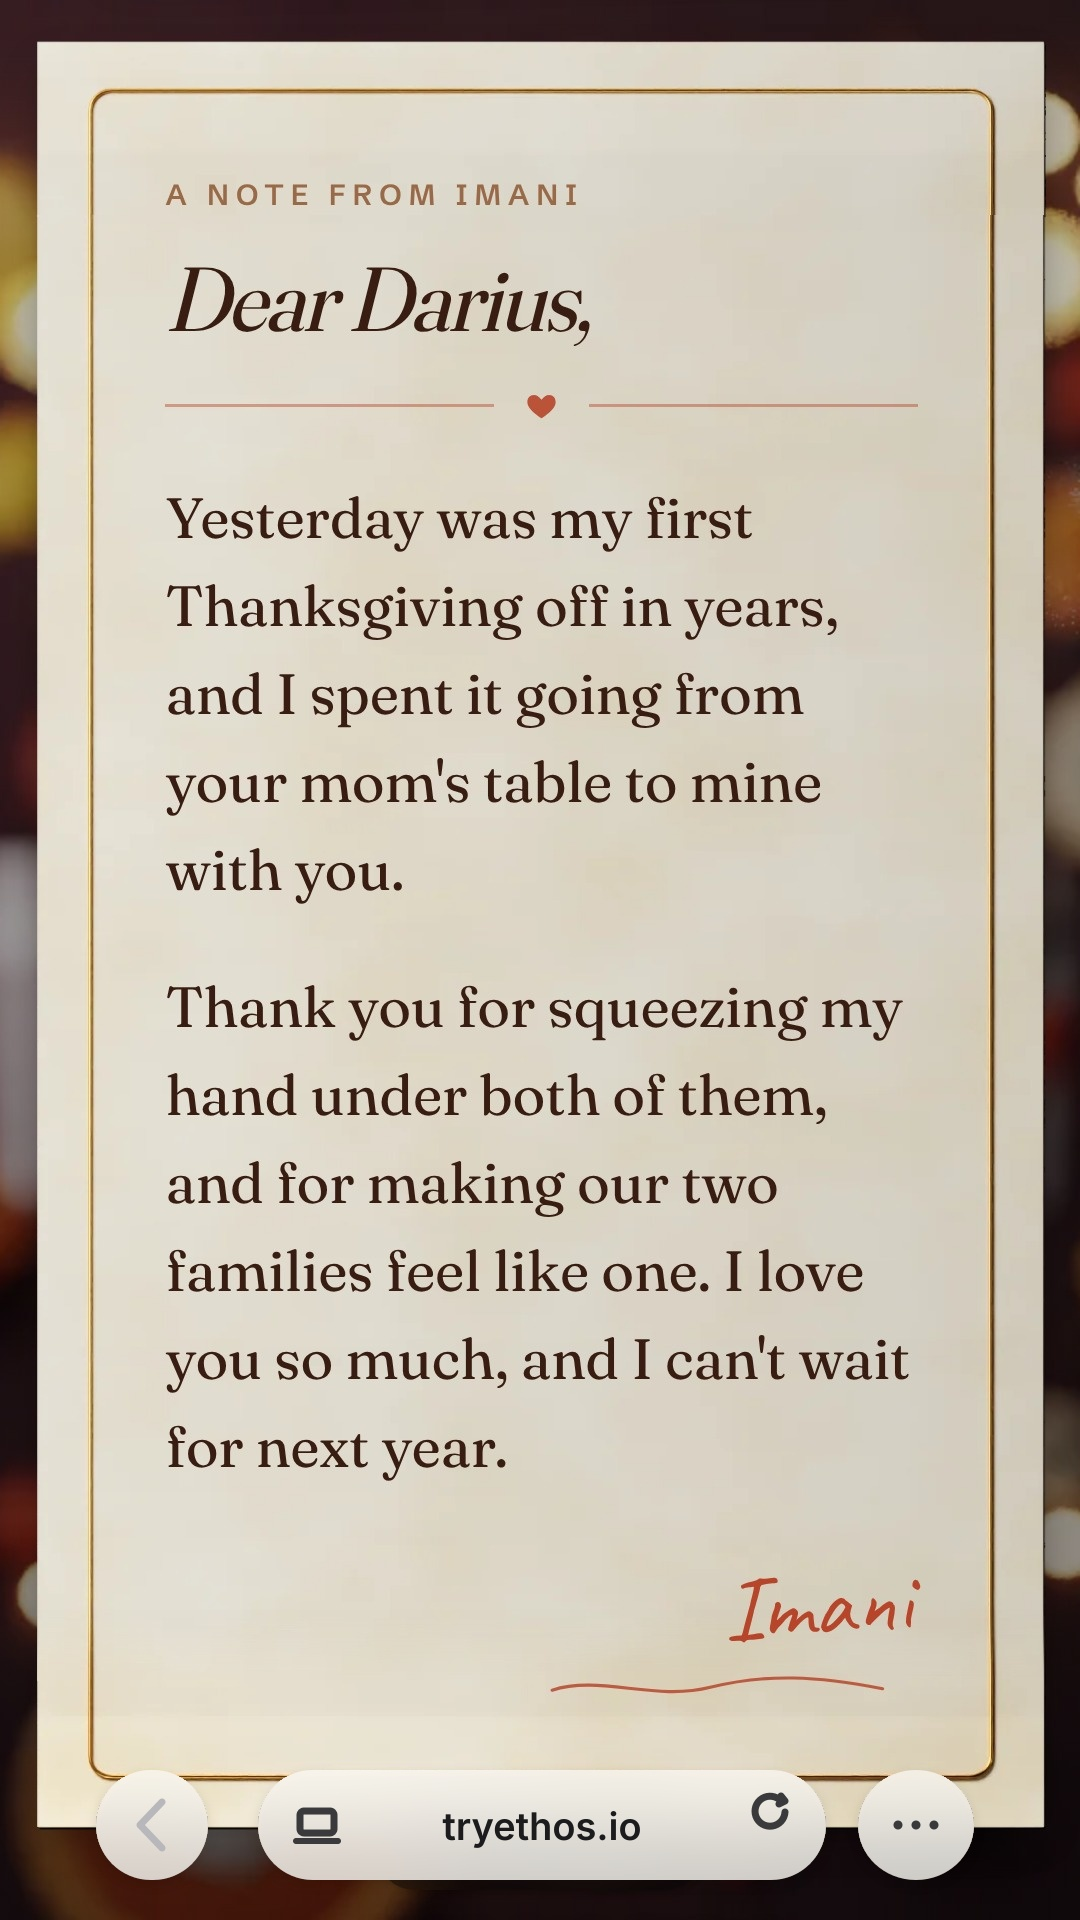 A NOTE FROM IMANI
Dear Darius,
Yesterday was my first
Thanksgiving off in years,
and I spent it going from
your mom's table to mine
with you.
Thank you for squeezing my
hand under both of them,
and for making our two
families feel like one. I love
you so much, and I can't wait
for next year.
Imani
tryethos.io